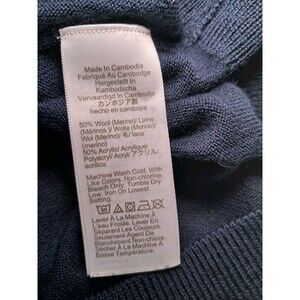 Made In Cambodia
Fabriqué Au Cambodge
Hergestellt In
Kambodscha
Vervaardigd In Cambodja
カンボジア製
hecho en camboya
50% Wool (Merino)/ Laine
(Mérinos )/ Wolle (Merino)/
Wol (Merino)/ 毛/ lana
(merino)
50% Acrylic/ Acrylique/
Polyacryl/ Acryl/ アクリル/
acrílico
Machine Wash Cold. With
Like Colors. Non-chlorine
Bleach Only. Tumble Dry
Low. Iron On Lowest
Setting.
Laver À La Machine À
L'eau Froide. Laver En
Séparant Les Couleurs.
Seulement Agent De
Blanchiment Non-chloré.
Basse Température.